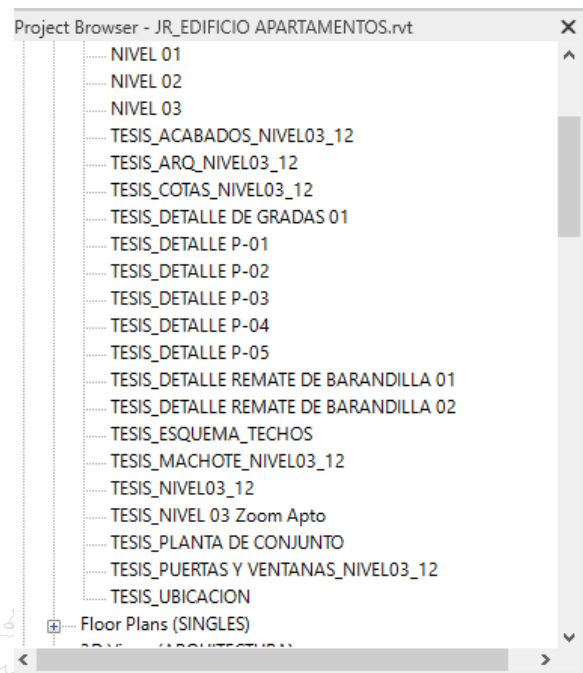 Project Browser - JR_EDIFICIO APARTAMENTOS.rvt
NIVEL 01
NIVEL 02
NIVEL 03
TESIS_ACABADOS_NIVEL03_12
TESIS_ARQ_NIVEL03_12
TESIS_COTAS_NIVEL03_12
TESIS_DETALLE DE GRADAS 01
TESIS_DETALLE P-01
TESIS_DETALLE P-02
TESIS_DETALLE P-03
TESIS_DETALLE P-04
TESIS_DETALLE P-05
TESIS_DETALLE REMATE DE BARANDILLA 01
TESIS_DETALLE REMATE DE BARANDILLA 02
TESIS_ESQUEMA_TECHOS
TESIS_MACHOTE_NIVEL03_12
TESIS_NIVEL03_12
TESIS_NIVEL 03 Zoom Apto
TESIS_PLANTA DE CONJUNTO
TESIS_PUERTAS Y VENTANAS_NIVEL03_12
TESIS_UBICACION
Floor Plans (SINGLES)